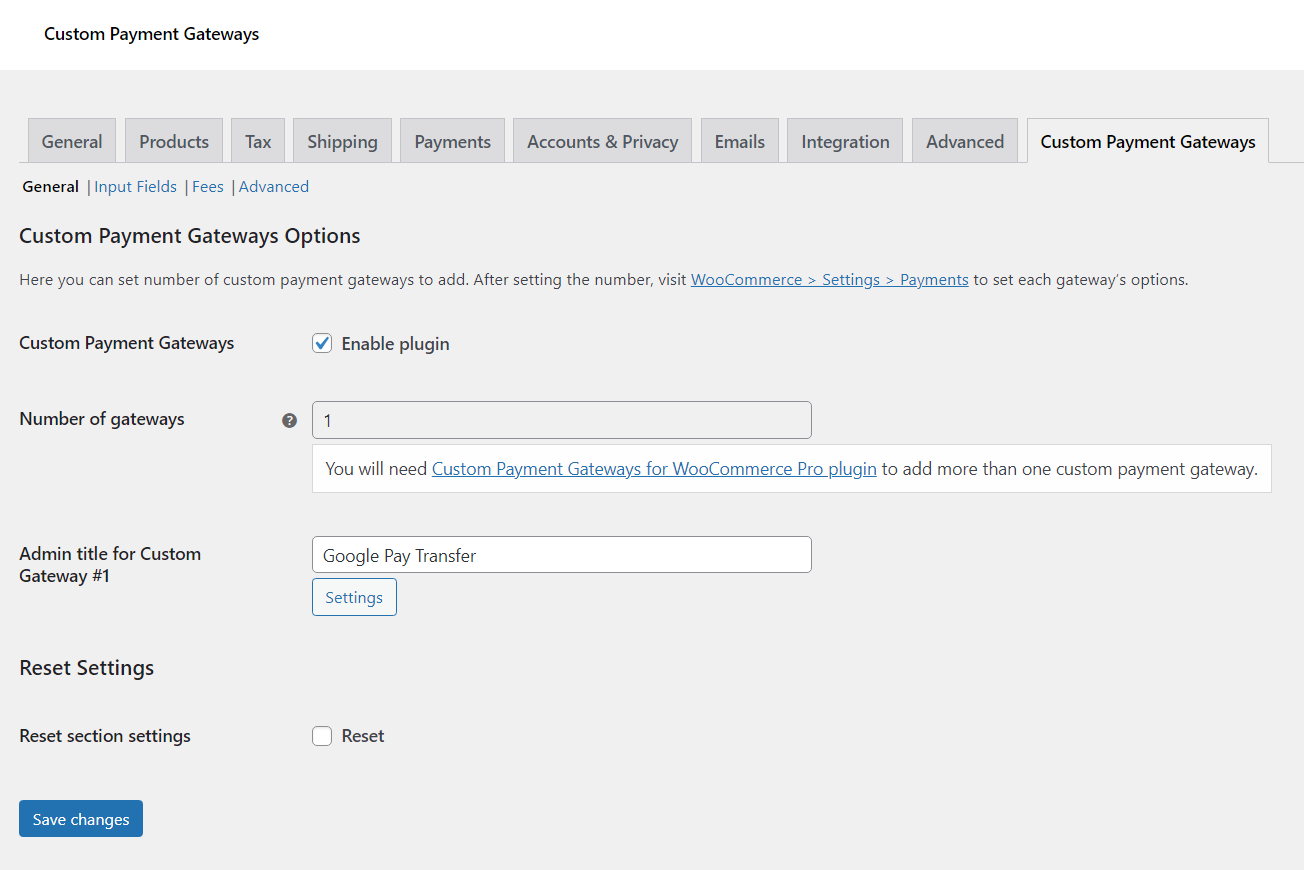 Custom Payment Gateways
General Products Tax Shipping Payments Accounts & Privacy Emails Integration Advanced Custom Payment Gateways
General | Input Fields | Fees | Advanced
Custom Payment Gateways Options
Here you can set number of custom payment gateways to add. After setting the number, visit WooCommerce > Settings > Payments to set each gateway's options.
Custom Payment Gateways Enable plugin
Number of gateways ? 1
You will need Custom Payment Gateways for WooCommerce Pro plugin to add more than one custom payment gateway.
Admin title for Custom
Gateway #1
Google Pay Transfer
Settings
Reset Settings
Reset section settings Reset
Save changes